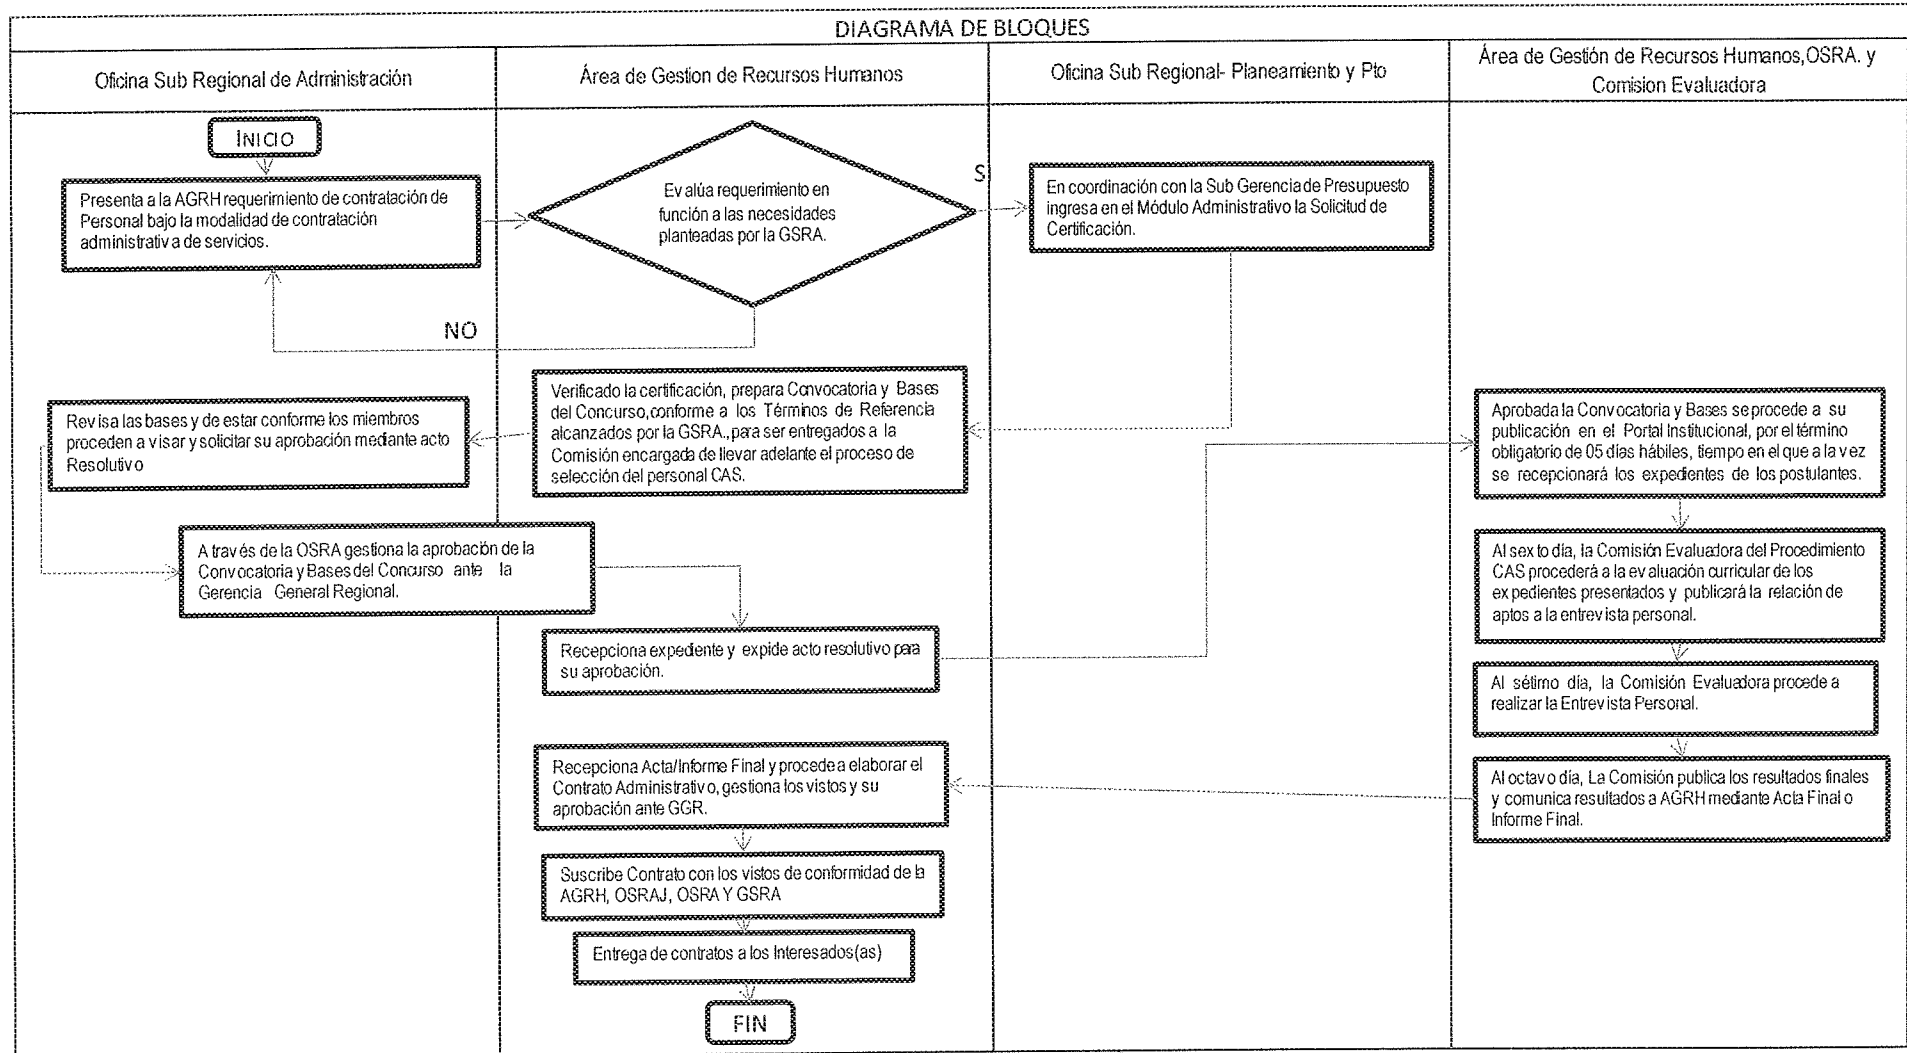 DIAGRAMA DE BLOQUES
Oficina Sub Regional de Administración
Área de Gestion de Recursos Humanos
Oficina Sub Regional- Planeamiento y Pto
Área de Gestión de Recursos Humanos,OSRA. y
Comision Evaluadora
INICIO
Presenta a la AGRH requerimiento de contratación de
Personal bajo la modalidad de contratación
administrativa de servicios.
Evalúa requerimiento en
función a las necesidades
planteadas por la GSRA.
S
En coordinación con la Sub Gerencia de Presupuesto
ingresa en el Módulo Administrativo la Solicitud de
Certificación.
NO
Verificado la certificación, prepara Convocatoria y Bases
del Concurso,conforme a los Términos de Referencia
alcanzados por la GSRA.,para ser entregados a la
Comisión encargada de llevar adelante el proceso de
selección del personal CAS.
Revisa las bases y de estar conforme los miembros
proceden a visar y solicitar su aprobación mediante acto
Resolutivo
A través de la OSRA gestiona la aprobación de la
Convocatoria y Bases del Concurso ante la
Gerencia General Regional.
Recepciona expediente y expide acto resolutivo para
su aprobación.
Aprobada la Convocatoria y Bases se procede a su
publicación en el Portal Institucional, por el término
obligatorio de 05 días hábiles, tiempo en el que a la vez
se recepcionará los expedientes de los postulantes.
Al sexto día, la Comisión Evaluadora del Procedimiento
CAS procederá a la evaluación curricular de los
expedientes presentados y publicará la relación de
aptos a la entrevista personal.
Al sétimo día, la Comisión Evaluadora procede a
realizar la Entrevista Personal.
Al octavo día, La Comisión publica los resultados finales
y comunica resultados a AGRH mediante Acta Final o
Informe Final.
Recepciona Acta/Informe Final y procede a elaborar el
Contrato Administrativo, gestiona los vistos y su
aprobación ante GGR.
Suscribe Contrato con los vistos de conformidad de la
AGRH, OSRAJ, OSRA Y GSRA
Entrega de contratos a los Interesados(as)
FIN